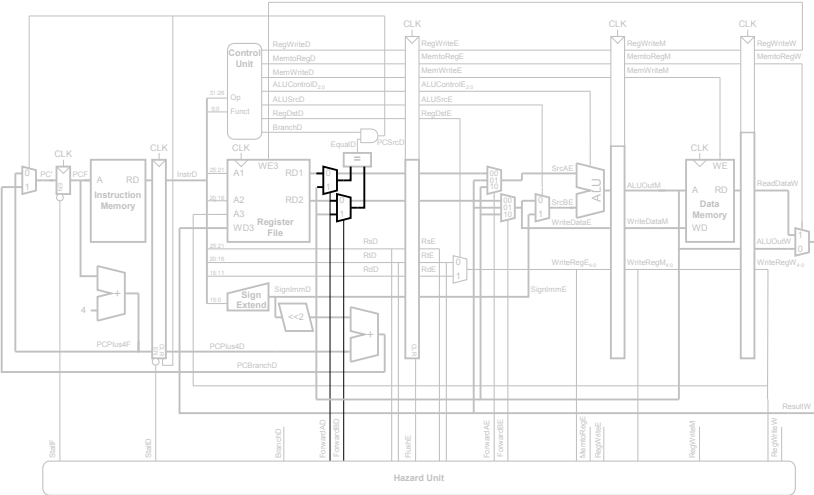 CLK CLK CLK
Control Unit
RegWriteD RegWriteE RegWriteM RegWriteW
MemtoRegD MemtoRegE MemtoRegM MemtoRegW
MemWriteD MemWriteE MemWriteM
ALUControlD2:0 ALUControlE2:0
31:26 Op ALUSrcD ALUSrcE
5:0 Funct RegDstD RegDstE
BranchD
PCSrcD
EqualD
CLK CLK CLK CLK
=
0 1 PC' PCF A RD Instruction Memory InstrD
EN
25:21 A1 WE3 RD1 0 1
20:16 A2 RD2 0 1
A3 Register File
WD3
00 01 10 SrcAE
00 01 10 0 1 SrcBE
ALU ALUOutM
WriteDataE WriteDataM
WE A RD Data Memory WD ReadDataW
ALUOutW 1 0
25:21 RsD RsE
20:16 RtD RtE 0
15:11 RdD RdE 1
WriteRegE4:0 WriteRegM4:0 WriteRegW4:0
+
4
15:0 Sign Extend SignImmD SignImmE
<<2
+
CLR
EN
CLR
PCPlus4F PCPlus4D
PCBranchD
ResultW
StallF
StallD
BranchD
ForwardAD
ForwardBD
FlushE
ForwardAE
ForwardBE
MemtoRegE
RegWriteE
RegWriteM
RegWriteW
Hazard Unit